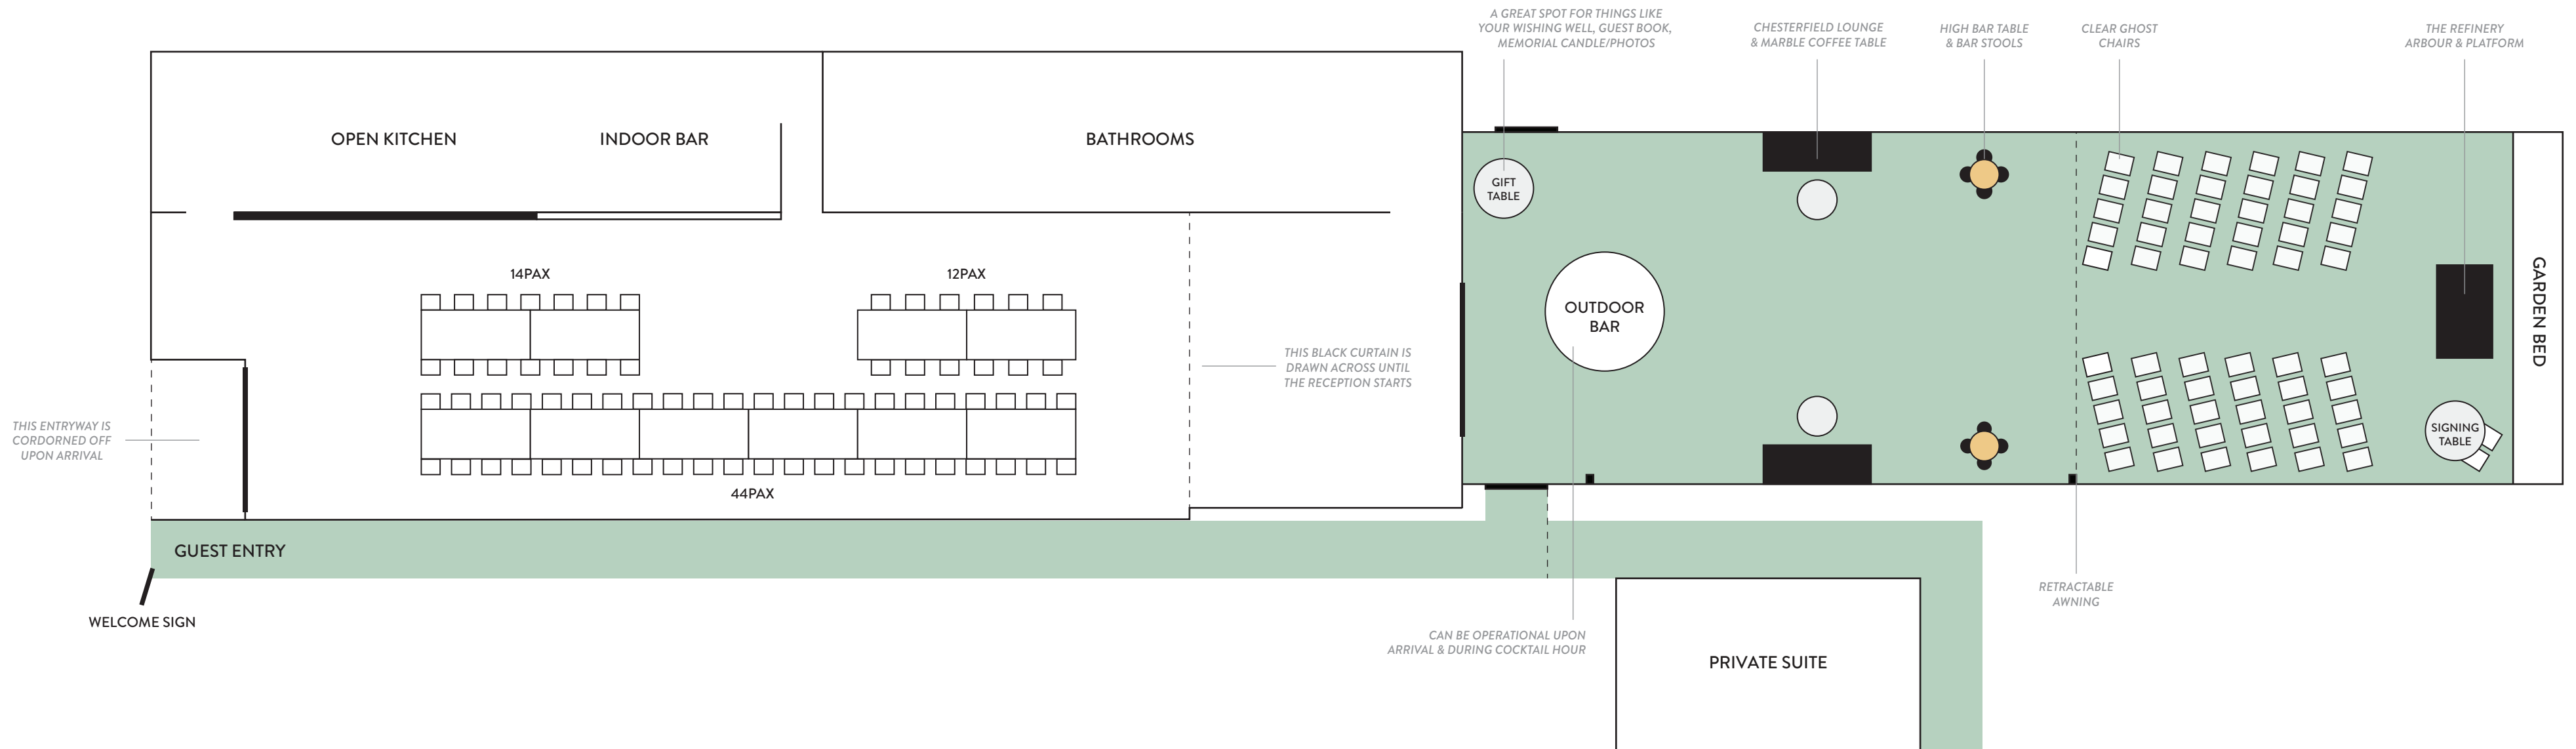 A GREAT SPOT FOR THINGS LIKE
YOUR WISHING WELL, GUEST BOOK,
MEMORIAL CANDLE/PHOTOS
CHESTERFIELD LOUNGE
& MARBLE COFFEE TABLE
HIGH BAR TABLE
& BAR STOOLS
CLEAR GHOST
CHAIRS
THE REFINERY
ARBOUR & PLATFORM
OPEN KITCHEN
INDOOR BAR
BATHROOMS
GIFT
TABLE
14PAX
12PAX
OUTDOOR
BAR
GARDEN BED
THIS BLACK CURTAIN IS
DRAWN ACROSS UNTIL
THE RECEPTION STARTS
THIS ENTRYWAY IS
CORDORNED OFF
UPON ARRIVAL
SIGNING
TABLE
44PAX
GUEST ENTRY
WELCOME SIGN
RETRACTABLE
AWNING
CAN BE OPERATIONAL UPON
ARRIVAL & DURING COCKTAIL HOUR
PRIVATE SUITE